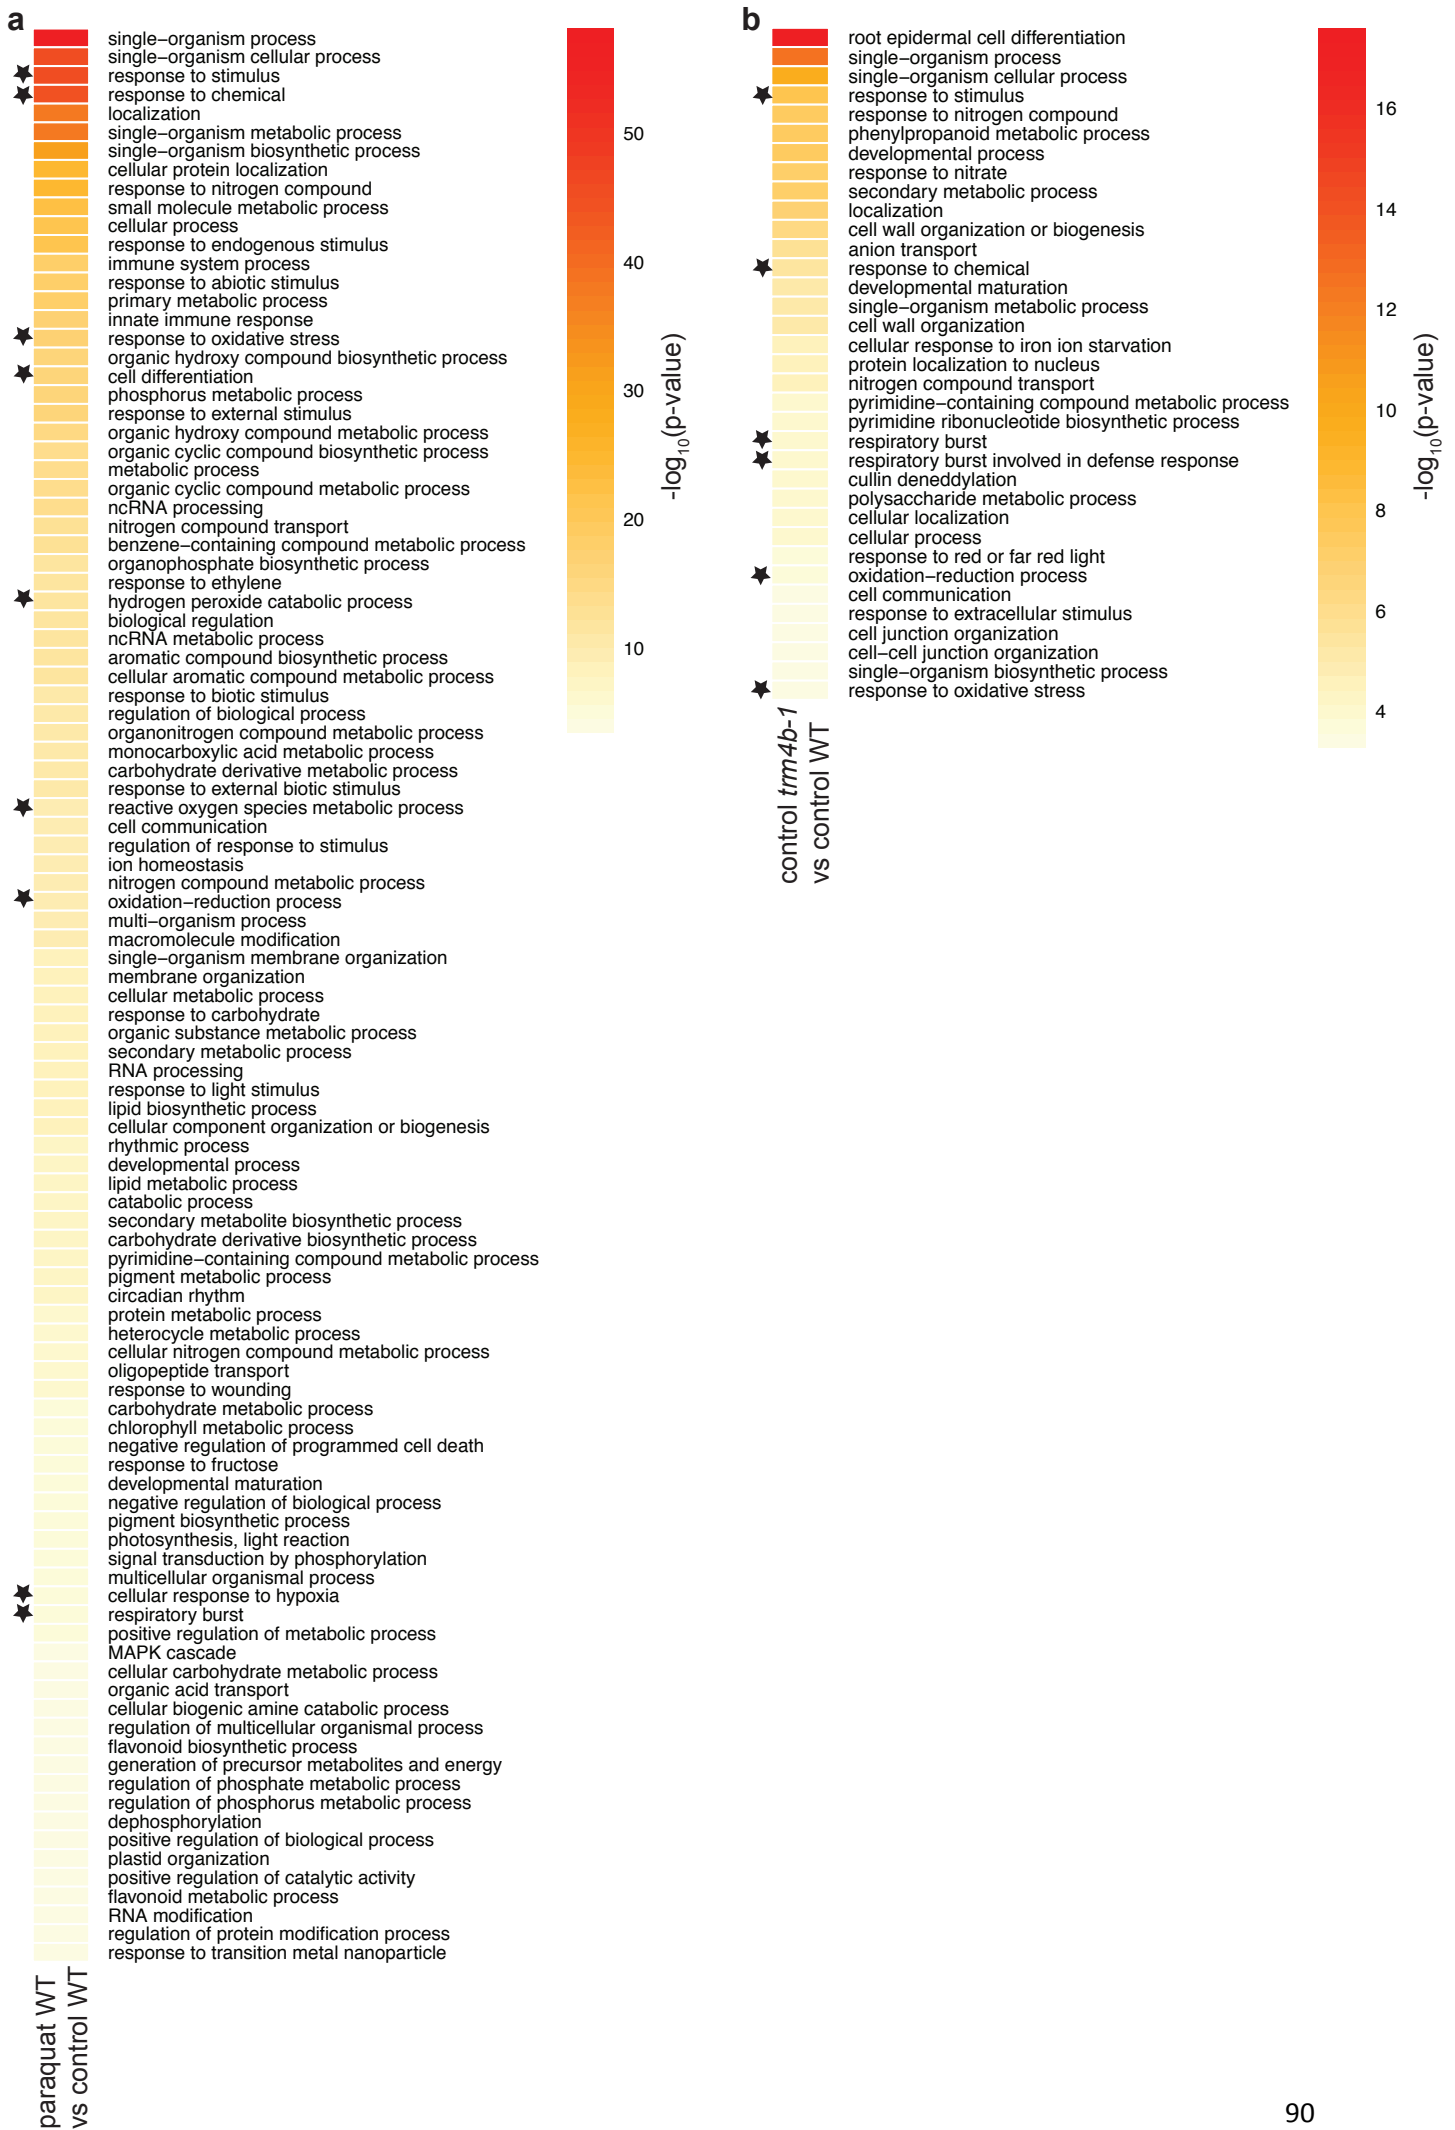 a
single−organism process
single−organism cellular process
response to stimulus
response to chemical
localization
single−organism metabolic process
single−organism biosynthetic process
cellular protein localization
response to nitrogen compound
small molecule metabolic process
cellular process
response to endogenous stimulus
immune system process
response to abiotic stimulus
primary metabolic process
innate immune response
response to oxidative stress
organic hydroxy compound biosynthetic process
cell differentiation
phosphorus metabolic process
response to external stimulus
organic hydroxy compound metabolic process
organic cyclic compound biosynthetic process
metabolic process
organic cyclic compound metabolic process
ncRNA processing
nitrogen compound transport
benzene−containing compound metabolic process
organophosphate biosynthetic process
response to ethylene
hydrogen peroxide catabolic process
biological regulation
ncRNA metabolic process
aromatic compound biosynthetic process
cellular aromatic compound metabolic process
response to biotic stimulus
regulation of biological process
organonitrogen compound metabolic process
monocarboxylic acid metabolic process
carbohydrate derivative metabolic process
response to external biotic stimulus
reactive oxygen species metabolic process
cell communication
regulation of response to stimulus
ion homeostasis
nitrogen compound metabolic process
oxidation−reduction process
multi−organism process
macromolecule modification
single−organism membrane organization
membrane organization
cellular metabolic process
response to carbohydrate
organic substance metabolic process
secondary metabolic process
RNA processing
response to light stimulus
lipid biosynthetic process
cellular component organization or biogenesis
rhythmic process
developmental process
lipid metabolic process
catabolic process
secondary metabolite biosynthetic process
carbohydrate derivative biosynthetic process
pyrimidine−containing compound metabolic process
pigment metabolic process
circadian rhythm
protein metabolic process
heterocycle metabolic process
cellular nitrogen compound metabolic process
oligopeptide transport
response to wounding
carbohydrate metabolic process
chlorophyll metabolic process
negative regulation of programmed cell death
response to fructose
developmental maturation
negative regulation of biological process
pigment biosynthetic process
photosynthesis, light reaction
signal transduction by phosphorylation
multicellular organismal process
cellular response to hypoxia
respiratory burst
positive regulation of metabolic process
MAPK cascade
cellular carbohydrate metabolic process
organic acid transport
cellular biogenic amine catabolic process
regulation of multicellular organismal process
flavonoid biosynthetic process
generation of precursor metabolites and energy
regulation of phosphate metabolic process
regulation of phosphorus metabolic process
dephosphorylation
positive regulation of biological process
plastid organization
positive regulation of catalytic activity
flavonoid metabolic process
RNA modification
regulation of protein modification process
response to transition metal nanoparticle
paraquat WT
vs control WT
50
40
30
20
10
-log10(p-value)
b
root epidermal cell differentiation
single−organism process
single−organism cellular process
response to stimulus
response to nitrogen compound
phenylpropanoid metabolic process
developmental process
response to nitrate
secondary metabolic process
localization
cell wall organization or biogenesis
anion transport
response to chemical
developmental maturation
single−organism metabolic process
cell wall organization
cellular response to iron ion starvation
protein localization to nucleus
nitrogen compound transport
pyrimidine−containing compound metabolic process
pyrimidine ribonucleotide biosynthetic process
respiratory burst
respiratory burst involved in defense response
cullin deneddylation
polysaccharide metabolic process
cellular localization
cellular process
response to red or far red light
oxidation−reduction process
cell communication
response to extracellular stimulus
cell junction organization
cell−cell junction organization
single−organism biosynthetic process
response to oxidative stress
control trm4b-1
vs control WT
16
14
12
10
8
6
4
-log10(p-value)
90